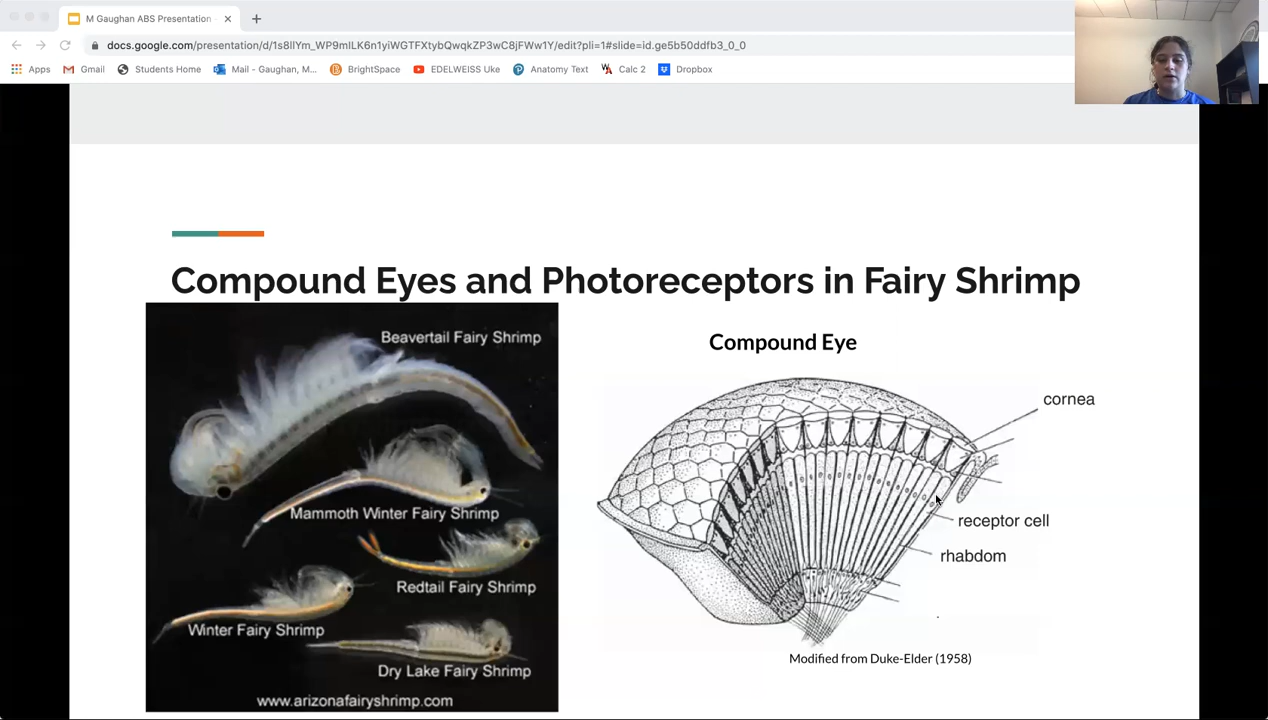 M Gaughan ABS Presentation
docs.google.com/presentation/d/1s8llYm_WP9mILK6n1yiWGTFXtybQwqkZP3wC8jFWw1Y/edit?pli=1#slide=id.ge5b50ddfb3_0_0
Apps Gmail Students Home Mail - Gaughan, M... BrightSpace EDELWEISS Uke Anatomy Text Calc 2 Dropbox
Compound Eyes and Photoreceptors in Fairy Shrimp
Beavertail Fairy Shrimp
Mammoth Winter Fairy Shrimp
Redtail Fairy Shrimp
Winter Fairy Shrimp
Dry Lake Fairy Shrimp
www.arizonafairyshrimp.com
Compound Eye
cornea
receptor cell
rhabdom
Modified from Duke-Elder (1958)